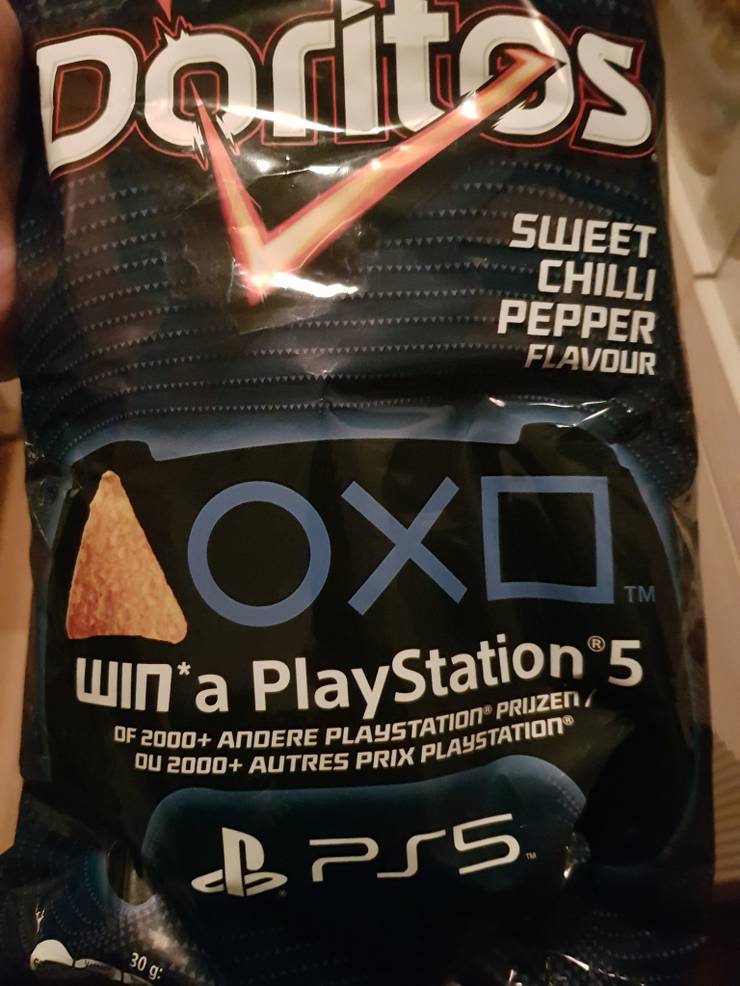 Doritos
SWEET
CHILLI
PEPPER
FLAVOUR
TM
WIN* a PlayStation®5
OF 2000+ ANDERE PLAYSTATION® PRIJZEN /
OU 2000+ AUTRES PRIX PLAYSTATION®
PS5 TM
30 g: